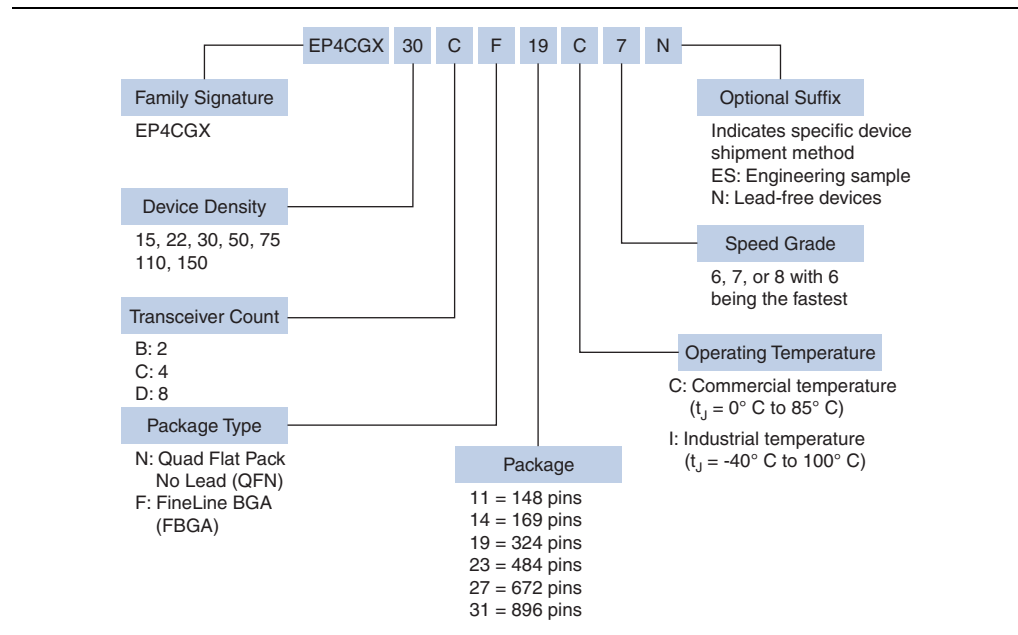 EP4CGX 30 C F 19 C 7 N
Family Signature
EP4CGX
Device Density
15, 22, 30, 50, 75
110, 150
Transceiver Count
B: 2
C: 4
D: 8
Package Type
N: Quad Flat Pack
No Lead (QFN)
F: FineLine BGA
(FBGA)
Package
11 = 148 pins
14 = 169 pins
19 = 324 pins
23 = 484 pins
27 = 672 pins
31 = 896 pins
Optional Suffix
Indicates specific device
shipment method
ES: Engineering sample
N: Lead-free devices
Speed Grade
6, 7, or 8 with 6
being the fastest
Operating Temperature
C: Commercial temperature
(tJ = 0° C to 85° C)
I: Industrial temperature
(tJ = -40° C to 100° C)